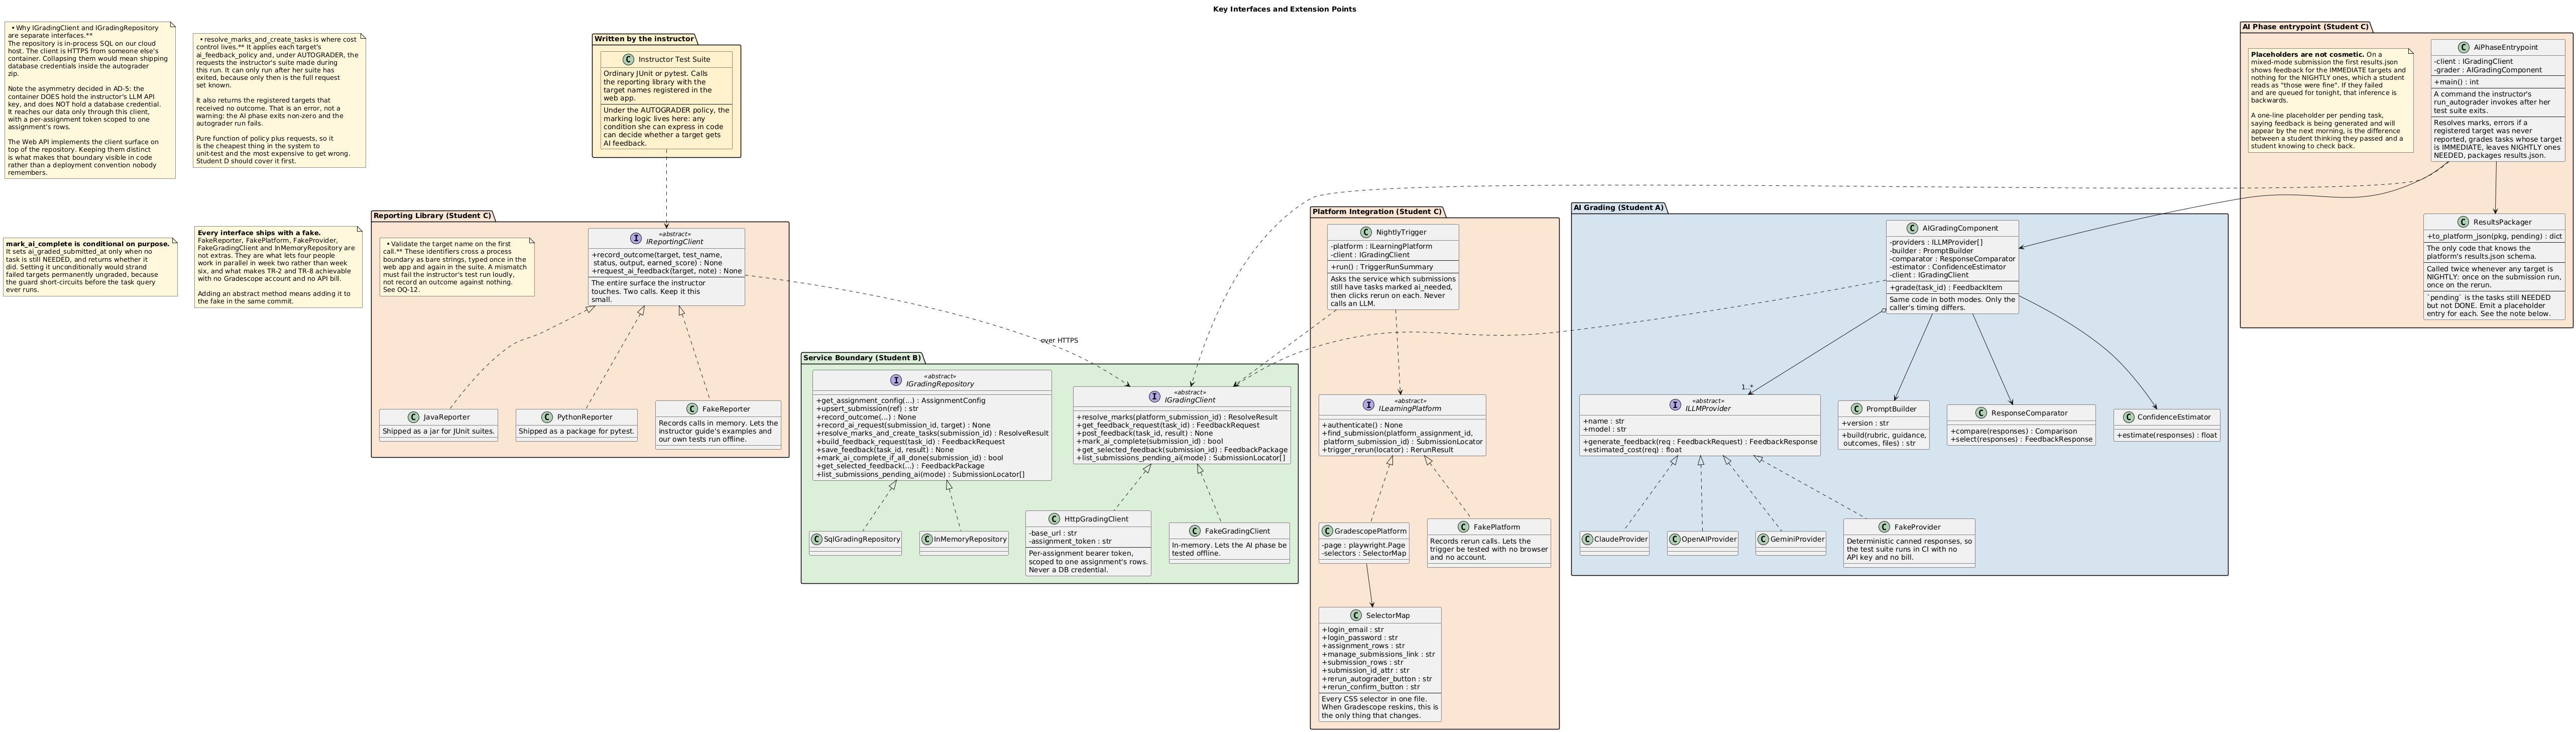 Key Interfaces and Extension Points
• Why IGradingClient and IGradingRepository
are separate interfaces.**
The repository is in-process SQL on our cloud
host. The client is HTTPS from someone else's
container. Collapsing them would mean shipping
database credentials inside the autograder
zip.
Note the asymmetry decided in AD-5: the
container DOES hold the instructor's LLM API
key, and does NOT hold a database credential.
It reaches our data only through this client,
with a per-assignment token scoped to one
assignment's rows.
The Web API implements the client surface on
top of the repository. Keeping them distinct
is what makes that boundary visible in code
rather than a deployment convention nobody
remembers.
• resolve_marks_and_create_tasks is where cost
control lives.** It applies each target's
ai_feedback_policy and, under AUTOGRADER, the
requests the instructor's suite made during
this run. It can only run after her suite has
exited, because only then is the full request
set known.
It also returns the registered targets that
received no outcome. That is an error, not a
warning: the AI phase exits non-zero and the
autograder run fails.
Pure function of policy plus requests, so it
is the cheapest thing in the system to
unit-test and the most expensive to get wrong.
Student D should cover it first.
Written by the instructor
C Instructor Test Suite
Ordinary JUnit or pytest. Calls
the reporting library with the
target names registered in the
web app.
Under the AUTOGRADER policy, the
marking logic lives here: any
condition she can express in code
can decide whether a target gets
AI feedback.
AI Phase entrypoint (Student C)
Placeholders are not cosmetic. On a
mixed-mode submission the first results.json
shows feedback for the IMMEDIATE targets and
nothing for the NIGHTLY ones, which a student
reads as "those were fine". If they failed
and are queued for tonight, that inference is
backwards.
A one-line placeholder per pending task,
saying feedback is being generated and will
appear by the next morning, is the difference
between a student thinking they passed and a
student knowing to check back.
C AiPhaseEntrypoint
-client : IGradingClient
-grader : AIGradingComponent
+main() : int
A command the instructor's
run_autograder invokes after her
test suite exits.
Resolves marks, errors if a
registered target was never
reported, grades tasks whose target
is IMMEDIATE, leaves NIGHTLY ones
NEEDED, packages results.json.
C ResultsPackager
+to_platform_json(pkg, pending) : dict
The only code that knows the
platform's results.json schema.
Called twice whenever any target is
NIGHTLY: once on the submission run,
once on the rerun.
`pending` is the tasks still NEEDED
but not DONE. Emit a placeholder
entry for each. See the note below.
mark_ai_complete is conditional on purpose.
It sets ai_graded_submitted_at only when no
task is still NEEDED, and returns whether it
did. Setting it unconditionally would strand
failed targets permanently ungraded, because
the guard short-circuits before the task query
ever runs.
Every interface ships with a fake.
FakeReporter, FakePlatform, FakeProvider,
FakeGradingClient and InMemoryRepository are
not extras. They are what lets four people
work in parallel in week two rather than week
six, and what makes TR-2 and TR-8 achievable
with no Gradescope account and no API bill.
Adding an abstract method means adding it to
the fake in the same commit.
Reporting Library (Student C)
• Validate the target name on the first
call.** These identifiers cross a process
boundary as bare strings, typed once in the
web app and again in the suite. A mismatch
must fail the instructor's test run loudly,
not record an outcome against nothing.
See OQ-12.
«abstract»
I IReportingClient
+record_outcome(target, test_name,
status, output, earned_score) : None
+request_ai_feedback(target, note) : None
The entire surface the instructor
touches. Two calls. Keep it this
small.
C JavaReporter
Shipped as a jar for JUnit suites.
C PythonReporter
Shipped as a package for pytest.
C FakeReporter
Records calls in memory. Lets the
instructor guide's examples and
our own tests run offline.
over HTTPS
Service Boundary (Student B)
«abstract»
I IGradingRepository
+get_assignment_config(...) : AssignmentConfig
+upsert_submission(ref) : str
+record_outcome(...) : None
+record_ai_request(submission_id, target) : None
+resolve_marks_and_create_tasks(submission_id) : ResolveResult
+build_feedback_request(task_id) : FeedbackRequest
+save_feedback(task_id, result) : None
+mark_ai_complete_if_all_done(submission_id) : bool
+get_selected_feedback(...) : FeedbackPackage
+list_submissions_pending_ai(mode) : SubmissionLocator[]
«abstract»
I IGradingClient
+resolve_marks(platform_submission_id) : ResolveResult
+get_feedback_request(task_id) : FeedbackRequest
+post_feedback(task_id, result) : None
+mark_ai_complete(submission_id) : bool
+get_selected_feedback(submission_id) : FeedbackPackage
+list_submissions_pending_ai(mode) : SubmissionLocator[]
C SqlGradingRepository
C InMemoryRepository
C HttpGradingClient
-base_url : str
-assignment_token : str
Per-assignment bearer token,
scoped to one assignment's rows.
Never a DB credential.
C FakeGradingClient
In-memory. Lets the AI phase be
tested offline.
Platform Integration (Student C)
C NightlyTrigger
-platform : ILearningPlatform
-client : IGradingClient
+run() : TriggerRunSummary
Asks the service which submissions
still have tasks marked ai_needed,
then clicks rerun on each. Never
calls an LLM.
«abstract»
I ILearningPlatform
+authenticate() : None
+find_submission(platform_assignment_id,
platform_submission_id) : SubmissionLocator
+trigger_rerun(locator) : RerunResult
C GradescopePlatform
-page : playwright.Page
-selectors : SelectorMap
C FakePlatform
Records rerun calls. Lets the
trigger be tested with no browser
and no account.
C SelectorMap
+login_email : str
+login_password : str
+assignment_rows : str
+manage_submissions_link : str
+submission_rows : str
+submission_id_attr : str
+rerun_autograder_button : str
+rerun_confirm_button : str
Every CSS selector in one file.
When Gradescope reskins, this is
the only thing that changes.
AI Grading (Student A)
C AIGradingComponent
-providers : ILLMProvider[]
-builder : PromptBuilder
-comparator : ResponseComparator
-estimator : ConfidenceEstimator
-client : IGradingClient
+grade(task_id) : FeedbackItem
Same code in both modes. Only the
caller's timing differs.
1..*
«abstract»
I ILLMProvider
+name : str
+model : str
+generate_feedback(req : FeedbackRequest) : FeedbackResponse
+estimated_cost(req) : float
C PromptBuilder
+version : str
+build(rubric, guidance,
outcomes, files) : str
C ResponseComparator
+compare(responses) : Comparison
+select(responses) : FeedbackResponse
C ConfidenceEstimator
+estimate(responses) : float
C ClaudeProvider
C OpenAIProvider
C GeminiProvider
C FakeProvider
Deterministic canned responses, so
the test suite runs in CI with no
API key and no bill.